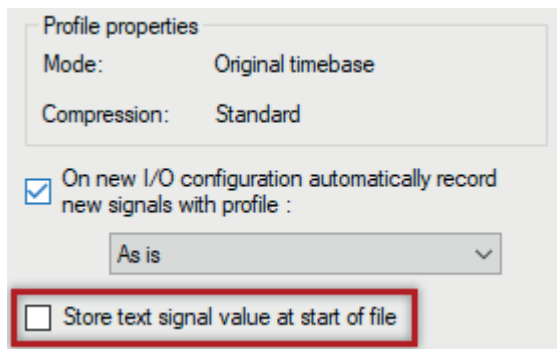 Profile properties
Mode: Original timebase
Compression: Standard
On new I/O configuration automatically record
new signals with profile :
As is
Store text signal value at start of file